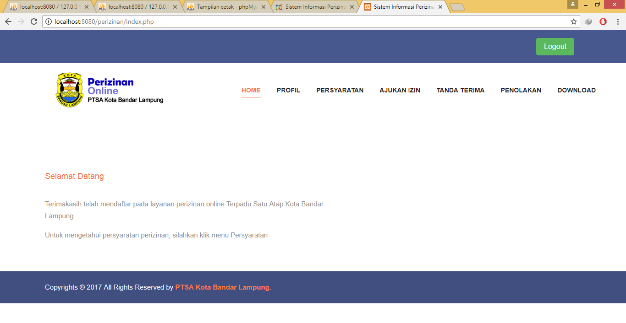 localhost:8080 / 127.0.0
localhost:8080 / 127.0.0
Tampilan cetak - phpMy
Sistem Informasi Perizin
Sistem Informasi Perizin
localhost:8080/perizinan/index.php
Logout
Perizinan
Online
PTSA Kota Bandar Lampung
HOME PROFIL PERSYARATAN AJUKAN IZIN TANDA TERIMA PENOLAKAN DOWNLOAD
Selamat Datang
Terimakasih telah mendaftar pada layanan perizinan online Terpadu Satu Atap Kota Bandar
Lampung
Untuk mengetahui persyaratan perizinan, silahkan klik menu Persyaratan
Copyrights © 2017 All Rights Reserved by PTSA Kota Bandar Lampung.